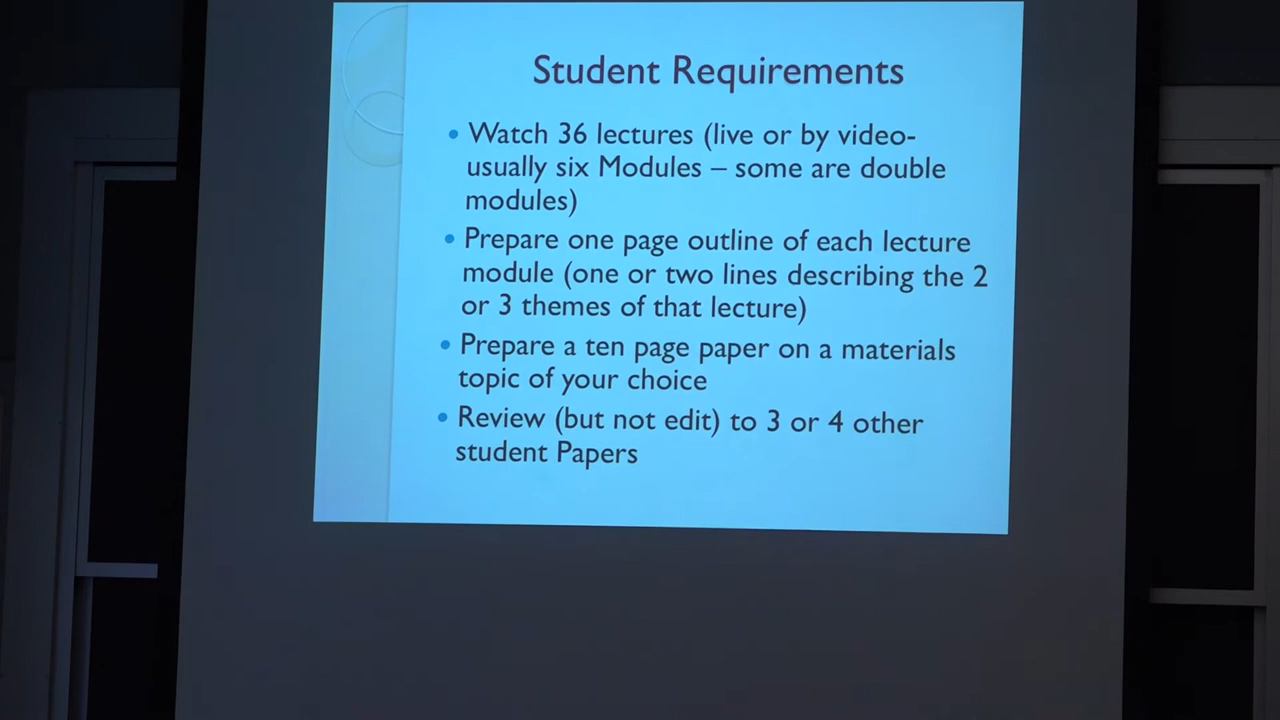 Student Requirements
• Watch 36 lectures (live or by video-
usually six Modules – some are double
modules)
• Prepare one page outline of each lecture
module (one or two lines describing the 2
or 3 themes of that lecture)
• Prepare a ten page paper on a materials
topic of your choice
• Review (but not edit) to 3 or 4 other
student Papers